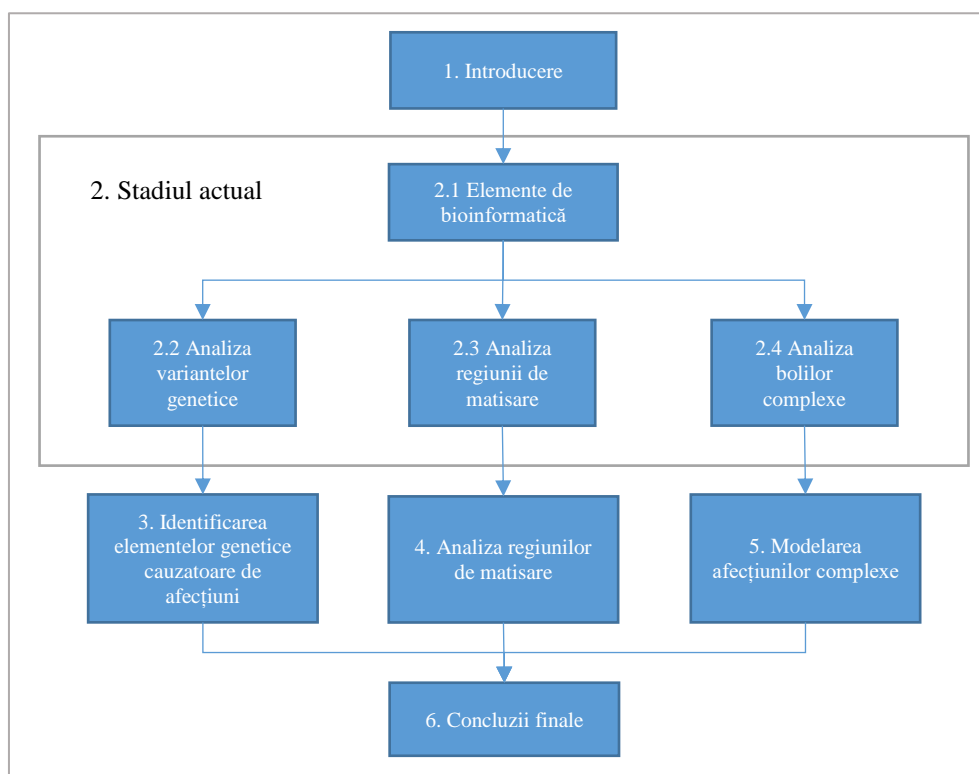 1. Introducere
2. Stadiul actual
2.1 Elemente de
bioinformatică
2.2 Analiza
variantelor
genetice
2.3 Analiza
regiunii de
matisare
2.4 Analiza
bolilor
complexe
3. Identificarea
elementelor genetice
cauzatoare de
afecțiuni
4. Analiza regiunilor
de matisare
5. Modelarea
afecțiunilor complexe
6. Concluzii finale